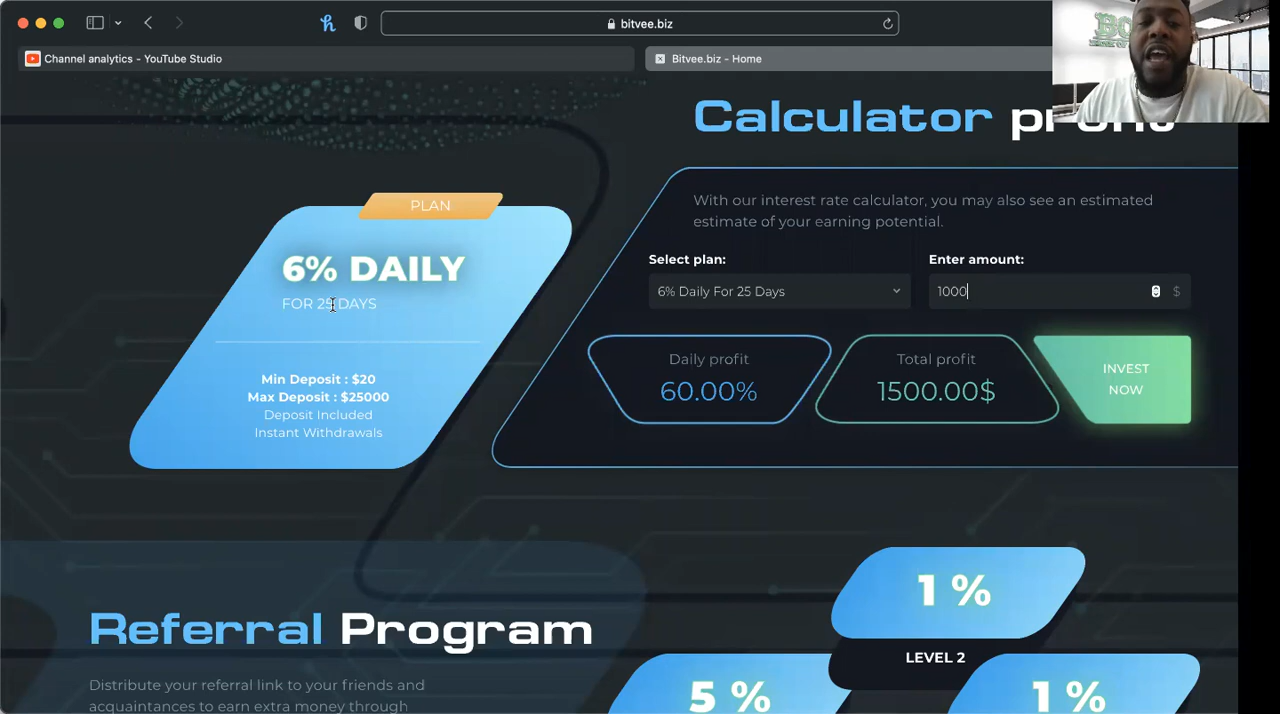 bitvee.biz
Channel analytics - YouTube Studio
Bitvee.biz - Home
Calculator
PLAN
6% DAILY
FOR 25 DAYS
Min Deposit : $20
Max Deposit : $25000
Deposit Included
Instant Withdrawals
With our interest rate calculator, you may also see an estimated
estimate of your earning potential.
Select plan:
Enter amount:
6% Daily For 25 Days
1000
$
Daily profit
60.00%
Total profit
1500.00$
INVEST
NOW
Referral Program
Distribute your referral link to your friends and
acquaintances to earn extra money through
1 %
LEVEL 2
5 %
1 %